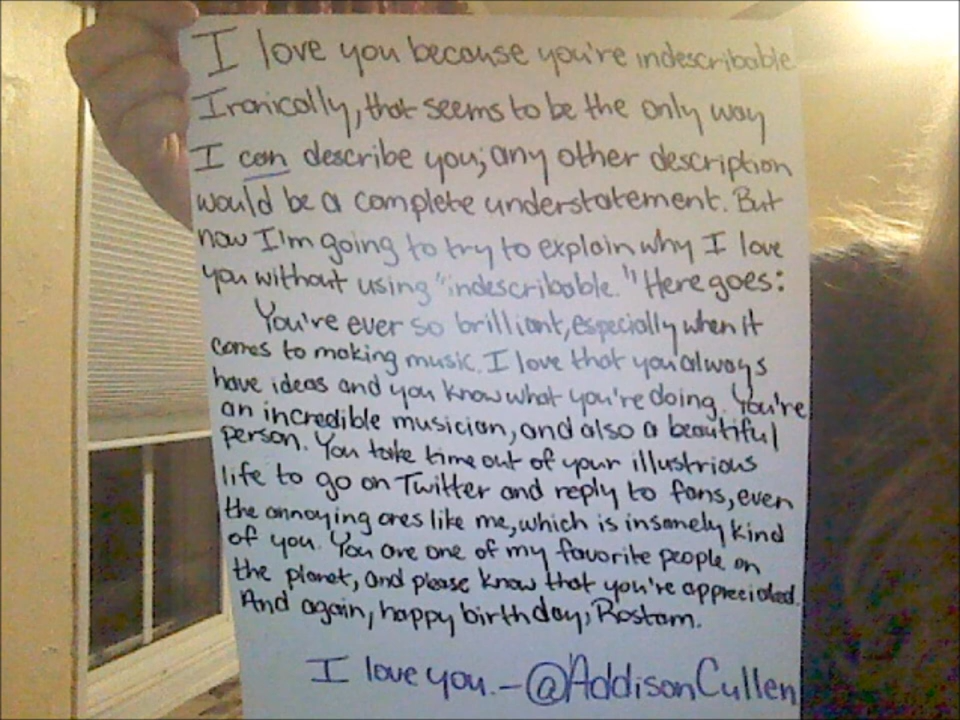 I love you because you're indescribable.
Ironically, that seems to be the only way
I can describe you; any other description
would be a complete understatement. But
now I'm going to try to explain why I love
you without using "indescribable." Here goes:
You're ever so brilliant, especially when it
comes to making music. I love that you always
have ideas and you know what you're doing. You're
an incredible musician, and also a beautiful
person. You take time out of your illustrious
life to go on Twitter and reply to fans, even
the annoying ones like me, which is insanely kind
of you. You are one of my favorite people on
the planet, and please know that you're appreciated.
And again, happy birthday, Rostam.
I love you. - @AddisonCullen